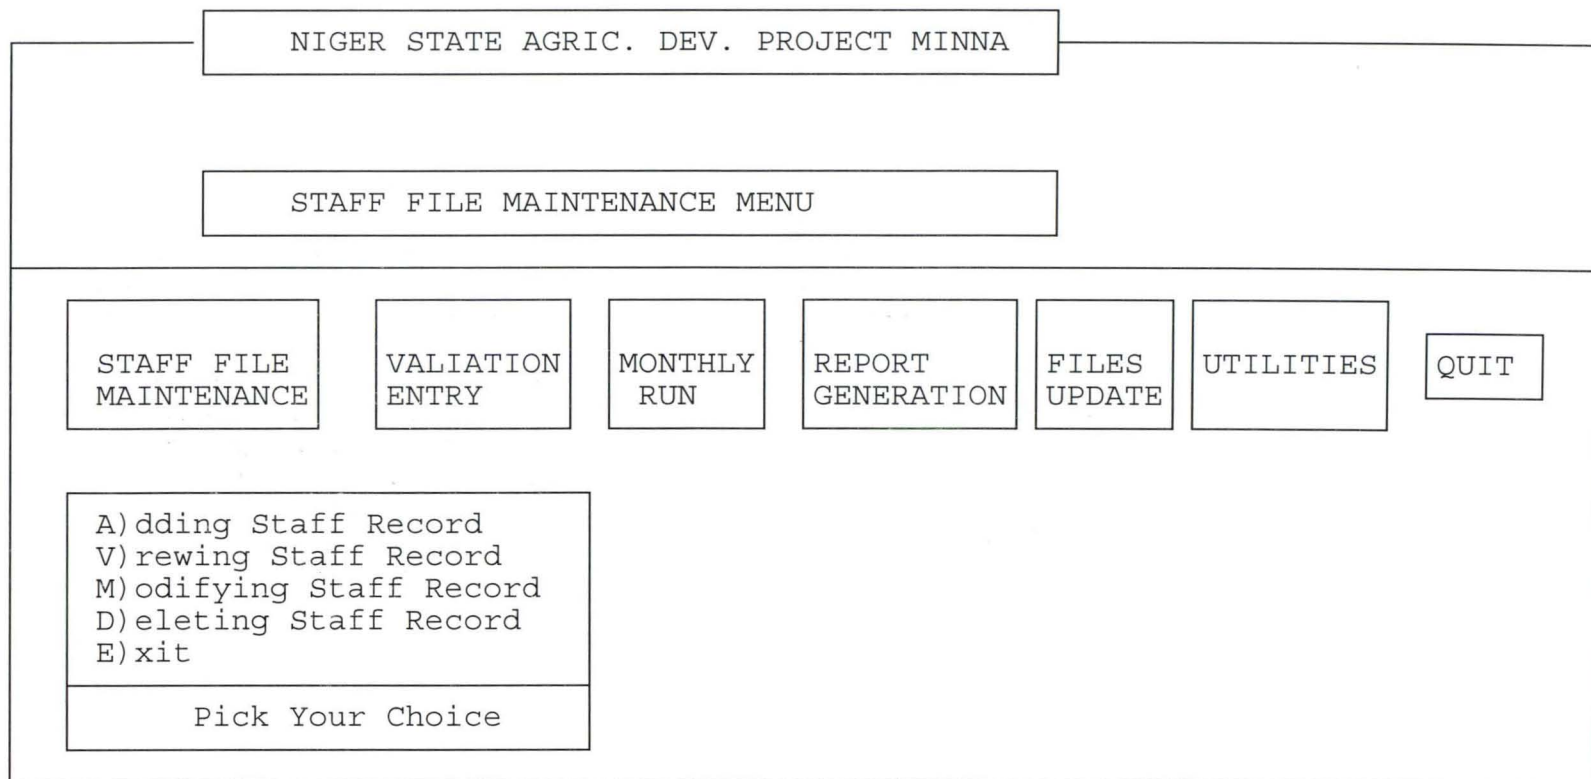 NIGER STATE AGRIC. DEV. PROJECT MINNA
STAFF FILE MAINTENANCE MENU
STAFF FILE
MAINTENANCE
VALIATION
ENTRY
MONTHLY
RUN
REPORT
GENERATION
FILES
UPDATE
UTILITIES
QUIT
A)dding Staff Record
V)rewing Staff Record
M)odifying Staff Record
D)eleting Staff Record
E)xit
Pick Your Choice